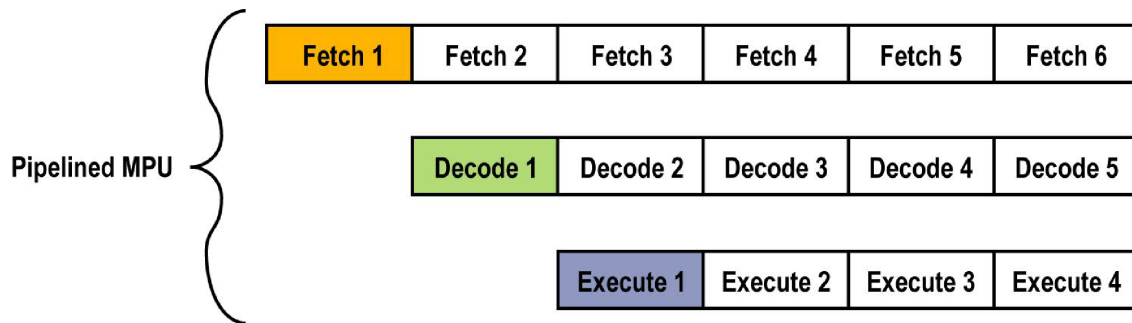 Fetch 1 Fetch 2 Fetch 3 Fetch 4 Fetch 5 Fetch 6
Pipelined MPU Decode 1 Decode 2 Decode 3 Decode 4 Decode 5
Execute 1 Execute 2 Execute 3 Execute 4